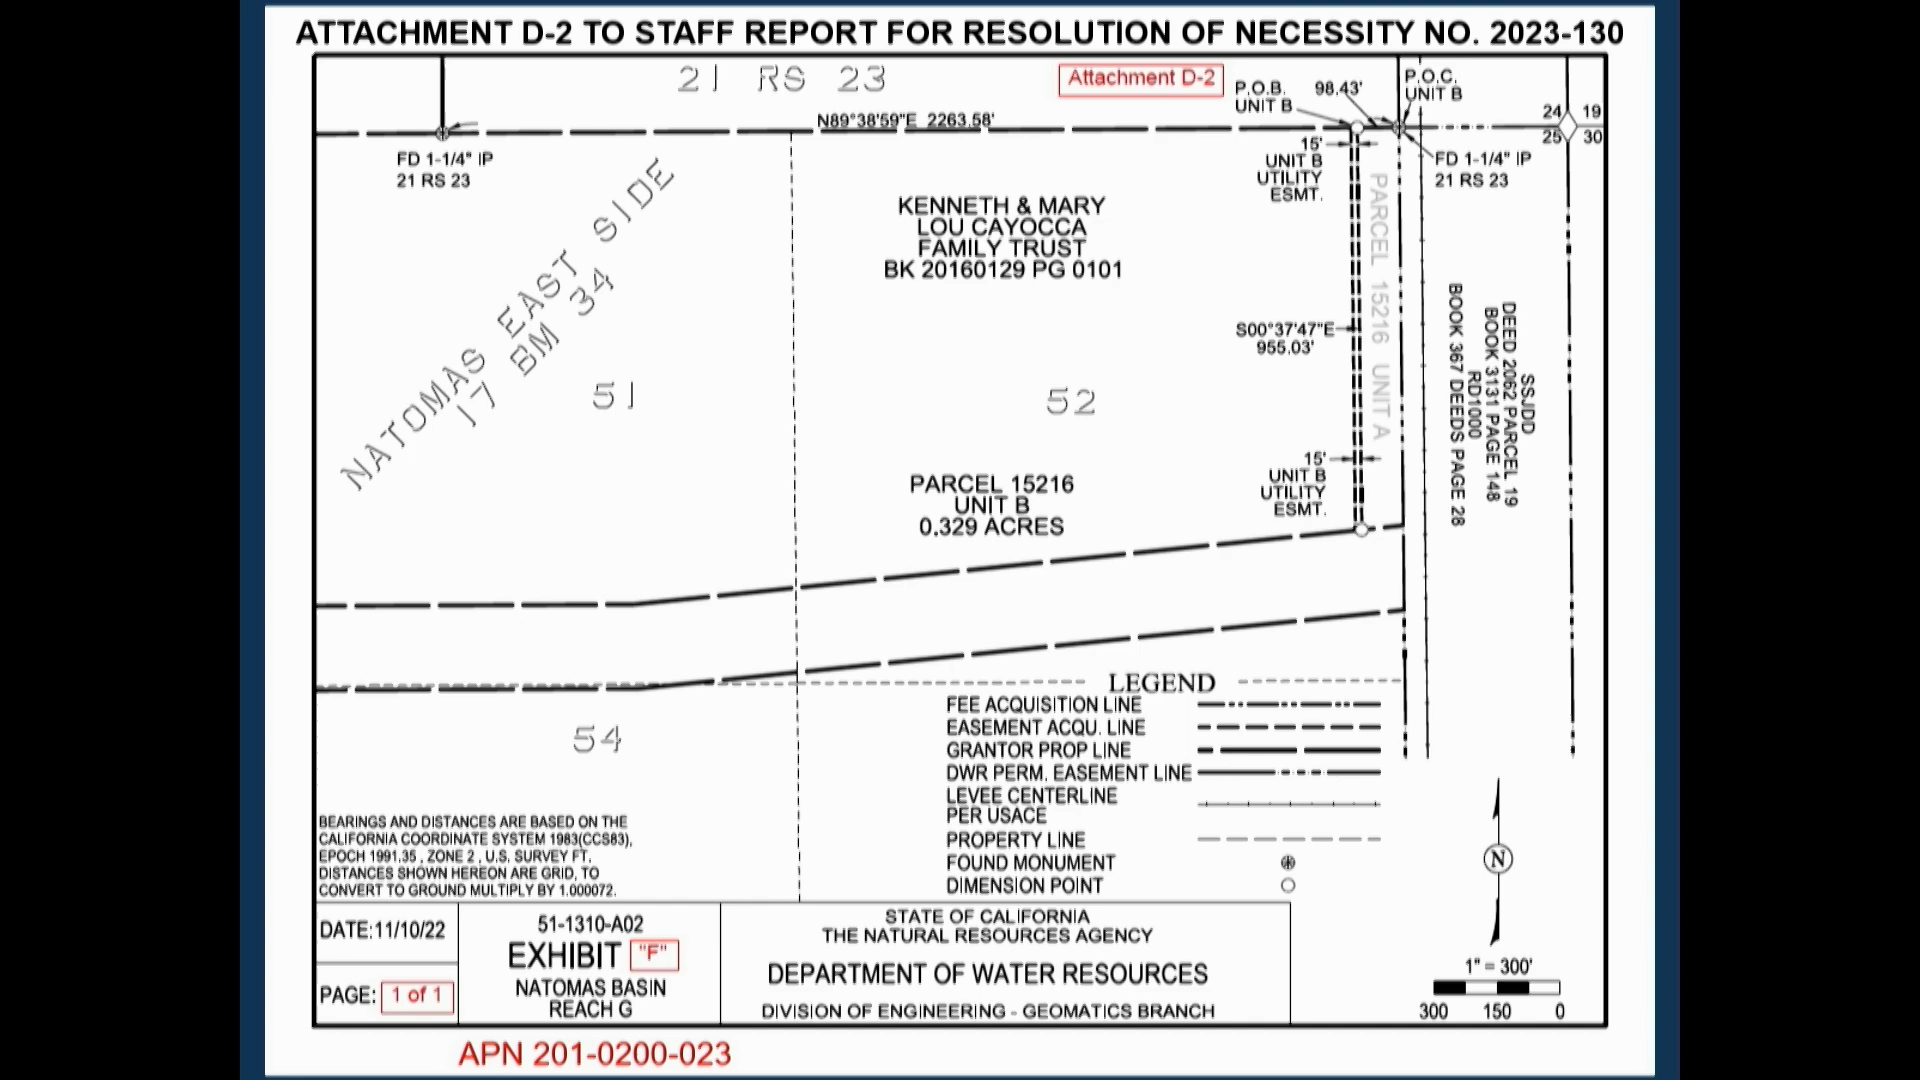 ATTACHMENT D-2 TO STAFF REPORT FOR RESOLUTION OF NECESSITY NO. 2023-130
21 RS 23
Attachment D-2
P.O.B.
UNIT B
98.43'
P.O.C.
UNIT B
24 19
25 30
N89°38'59"E 2263.58'
FD 1-1/4" IP
21 RS 23
15'
UNIT B
UTILITY
ESMT.
FD 1-1/4" IP
21 RS 23
NATOMAS EAST SIDE
17 BM 34
KENNETH & MARY
LOU CAYOCCA
FAMILY TRUST
BK 20160129 PG 0101
PARCEL 15216 UNIT A
S00°37'47"E
955.03'
SSJDD
DEED 2062 PARCEL 19
BOOK 3131 PAGE 148
RD1000
BOOK 367 DEEDS PAGE 28
51
52
15'
UNIT B
UTILITY
ESMT.
PARCEL 15216
UNIT B
0.329 ACRES
54
LEGEND
FEE ACQUISITION LINE
EASEMENT ACQU. LINE
GRANTOR PROP LINE
DWR PERM. EASEMENT LINE
LEVEE CENTERLINE
PER USACE
PROPERTY LINE
FOUND MONUMENT
DIMENSION POINT
BEARINGS AND DISTANCES ARE BASED ON THE
CALIFORNIA COORDINATE SYSTEM 1983(CCS83),
EPOCH 1991.35 , ZONE 2 , U.S. SURVEY FT.
DISTANCES SHOWN HEREON ARE GRID, TO
CONVERT TO GROUND MULTIPLY BY 1.000072.
N
1" = 300'
300 150 0
DATE:11/10/22
PAGE: 1 of 1
51-1310-A02
EXHIBIT "F"
NATOMAS BASIN
REACH G
STATE OF CALIFORNIA
THE NATURAL RESOURCES AGENCY
DEPARTMENT OF WATER RESOURCES
DIVISION OF ENGINEERING - GEOMATICS BRANCH
APN 201-0200-023